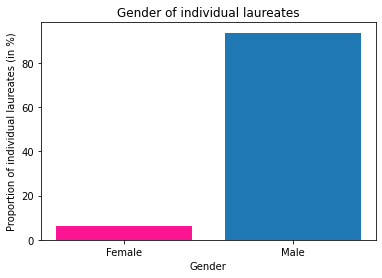 Gender of individual laureates
Proportion of individual laureates (in %)
80
60
40
20
0
Female
Male
Gender